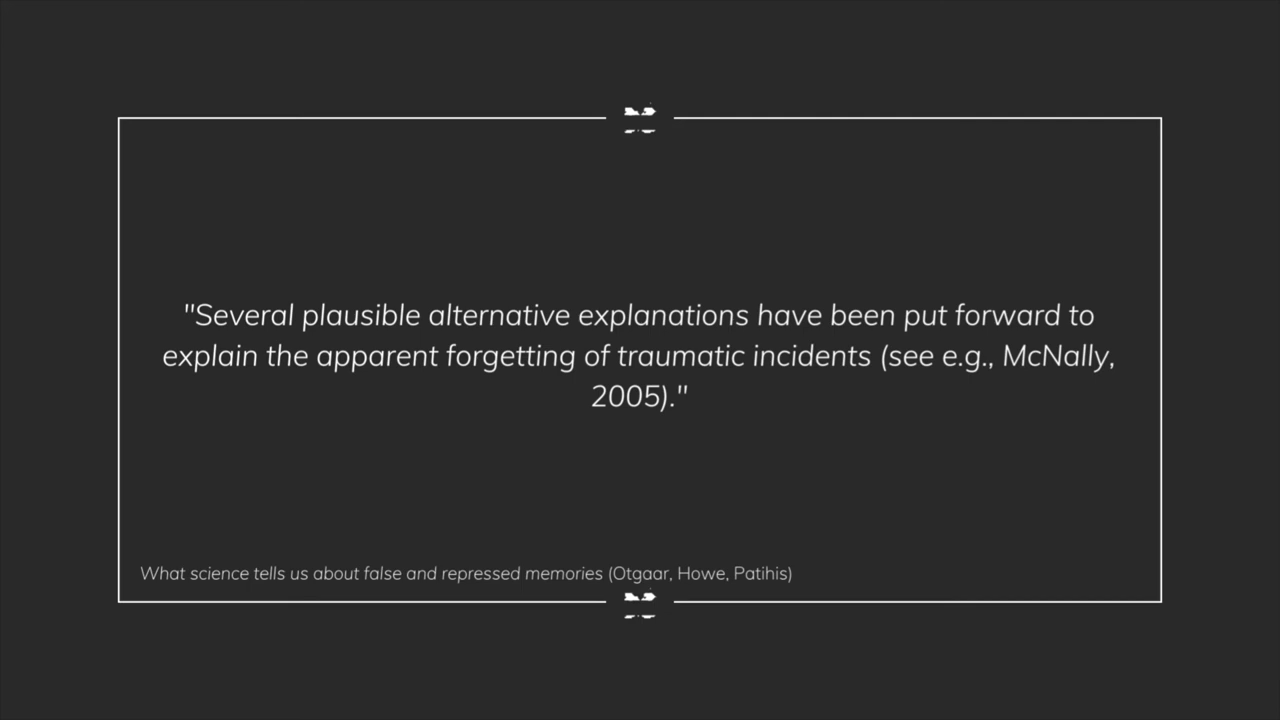 "Several plausible alternative explanations have been put forward to
explain the apparent forgetting of traumatic incidents (see e.g., McNally,
2005)."
What science tells us about false and repressed memories (Otgaar, Howe, Patihis)